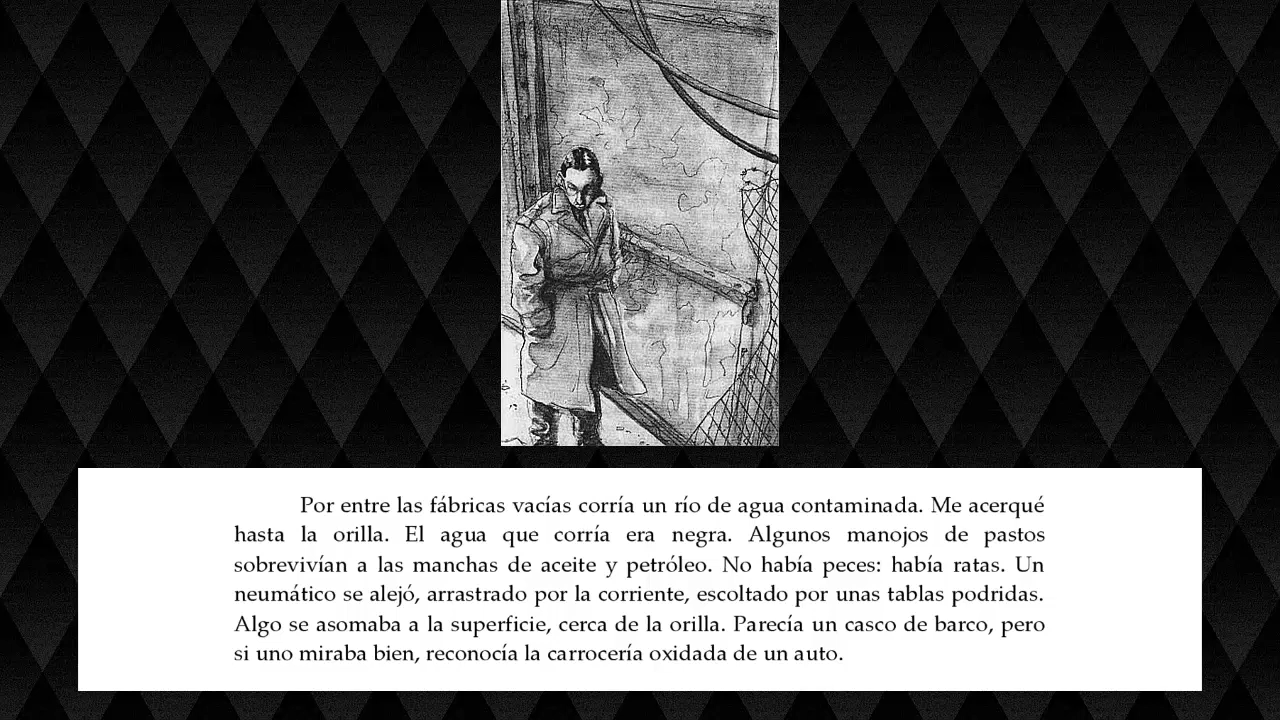 Por entre las fábricas vacías corría un río de agua contaminada. Me acerqué
hasta la orilla. El agua que corría era negra. Algunos manojos de pastos
sobrevivían a las manchas de aceite y petróleo. No había peces: había ratas. Un
neumático se alejó, arrastrado por la corriente, escoltado por unas tablas podridas.
Algo se asomaba a la superficie, cerca de la orilla. Parecía un casco de barco, pero
si uno miraba bien, reconocía la carrocería oxidada de un auto.